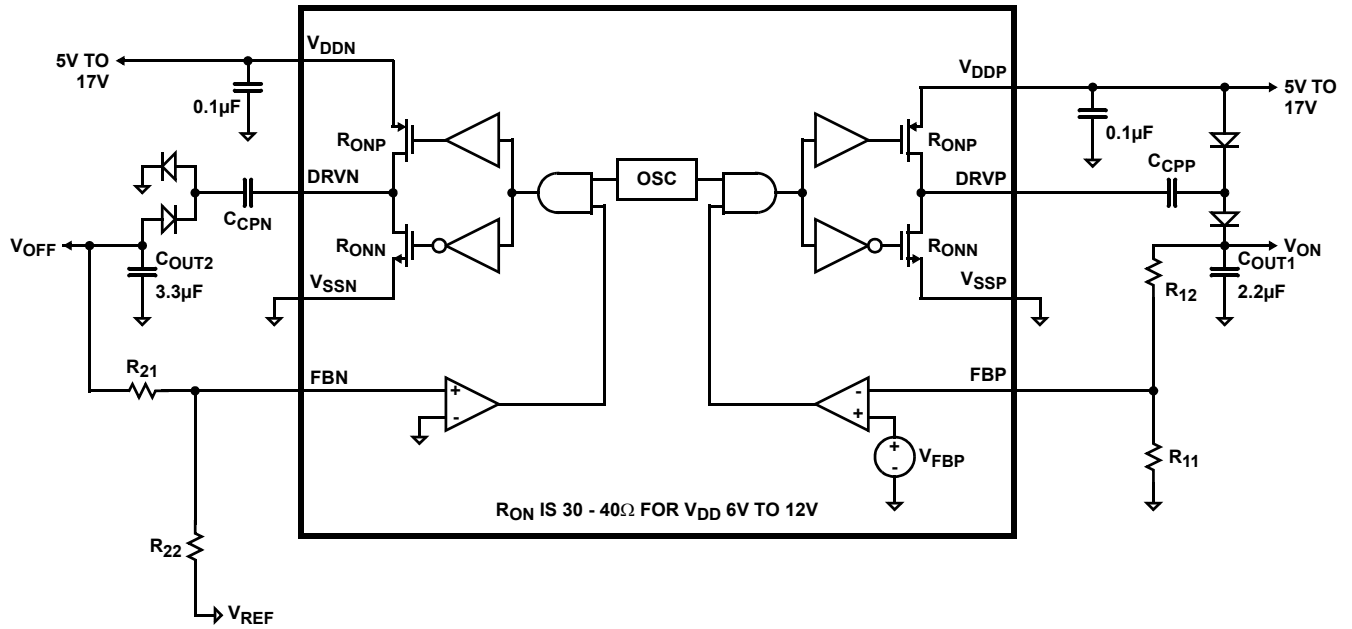 VDDN
5V TO
17V
0.1µF
RONP
DRVN
CCPN
VOFF
COUT2
3.3µF
RONN
VSSN
R21
FBN
+
-
R22
VREF
OSC
VDDP
5V TO
17V
0.1µF
RONP
CCPP
DRVP
RONN
VON
COUT1
2.2µF
R12
VSSP
FBP
-
+
+
-
VFBP
R11
RON IS 30 - 40Ω FOR VDD 6V TO 12V